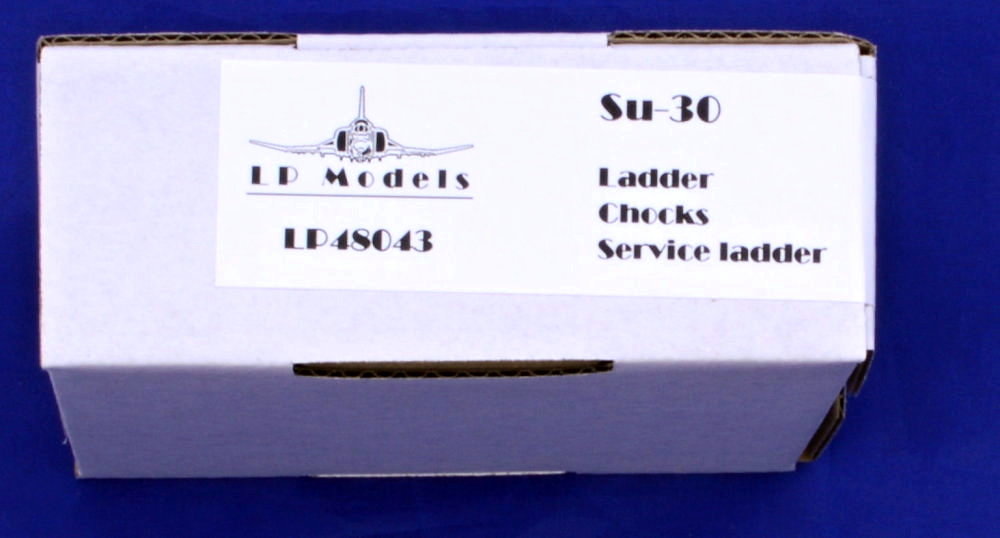 LP Models
LP48043
Su-30
Ladder
Chocks
Service ladder